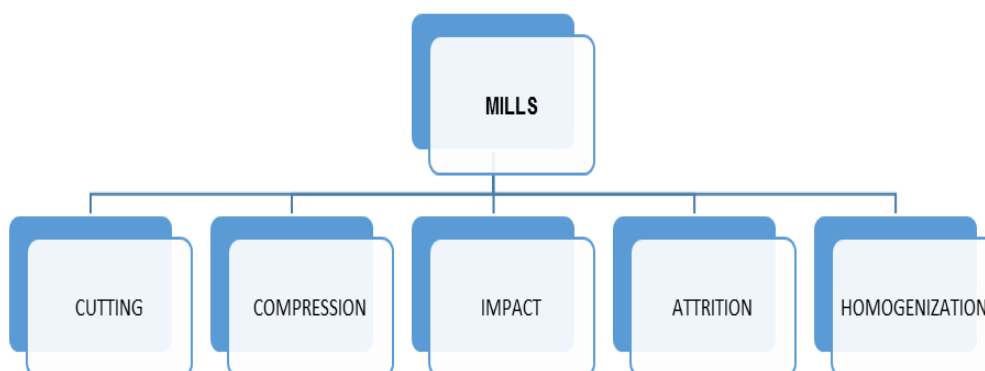 MILLS
CUTTING
COMPRESSION
IMPACT
ATTRITION
HOMOGENIZATION